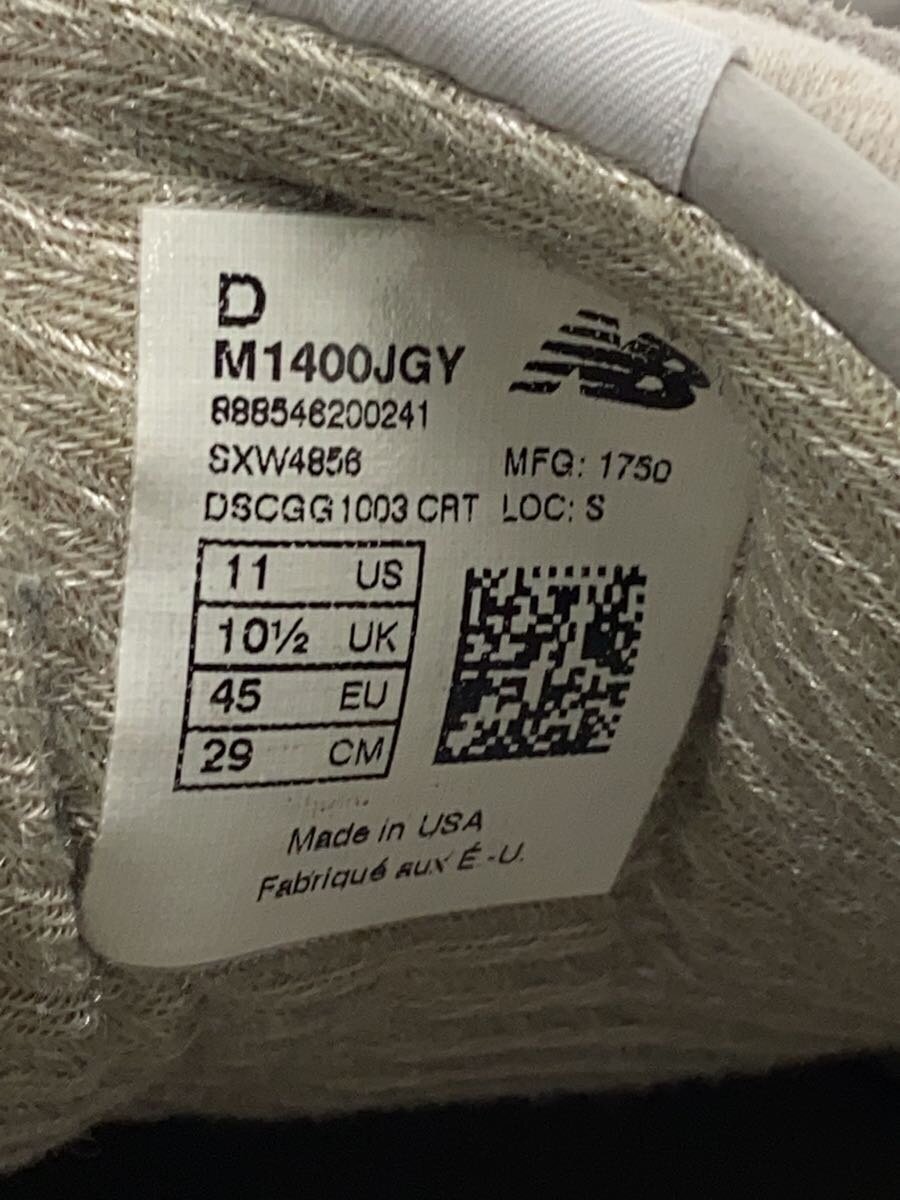 D
M1400JGY
888546200241
SXW4856 MFG: 1750
DSCGG1003 CRT LOC: S
11 US
10½ UK
45 EU
29 CM
Made in USA
Fabriqué aux É.-U.